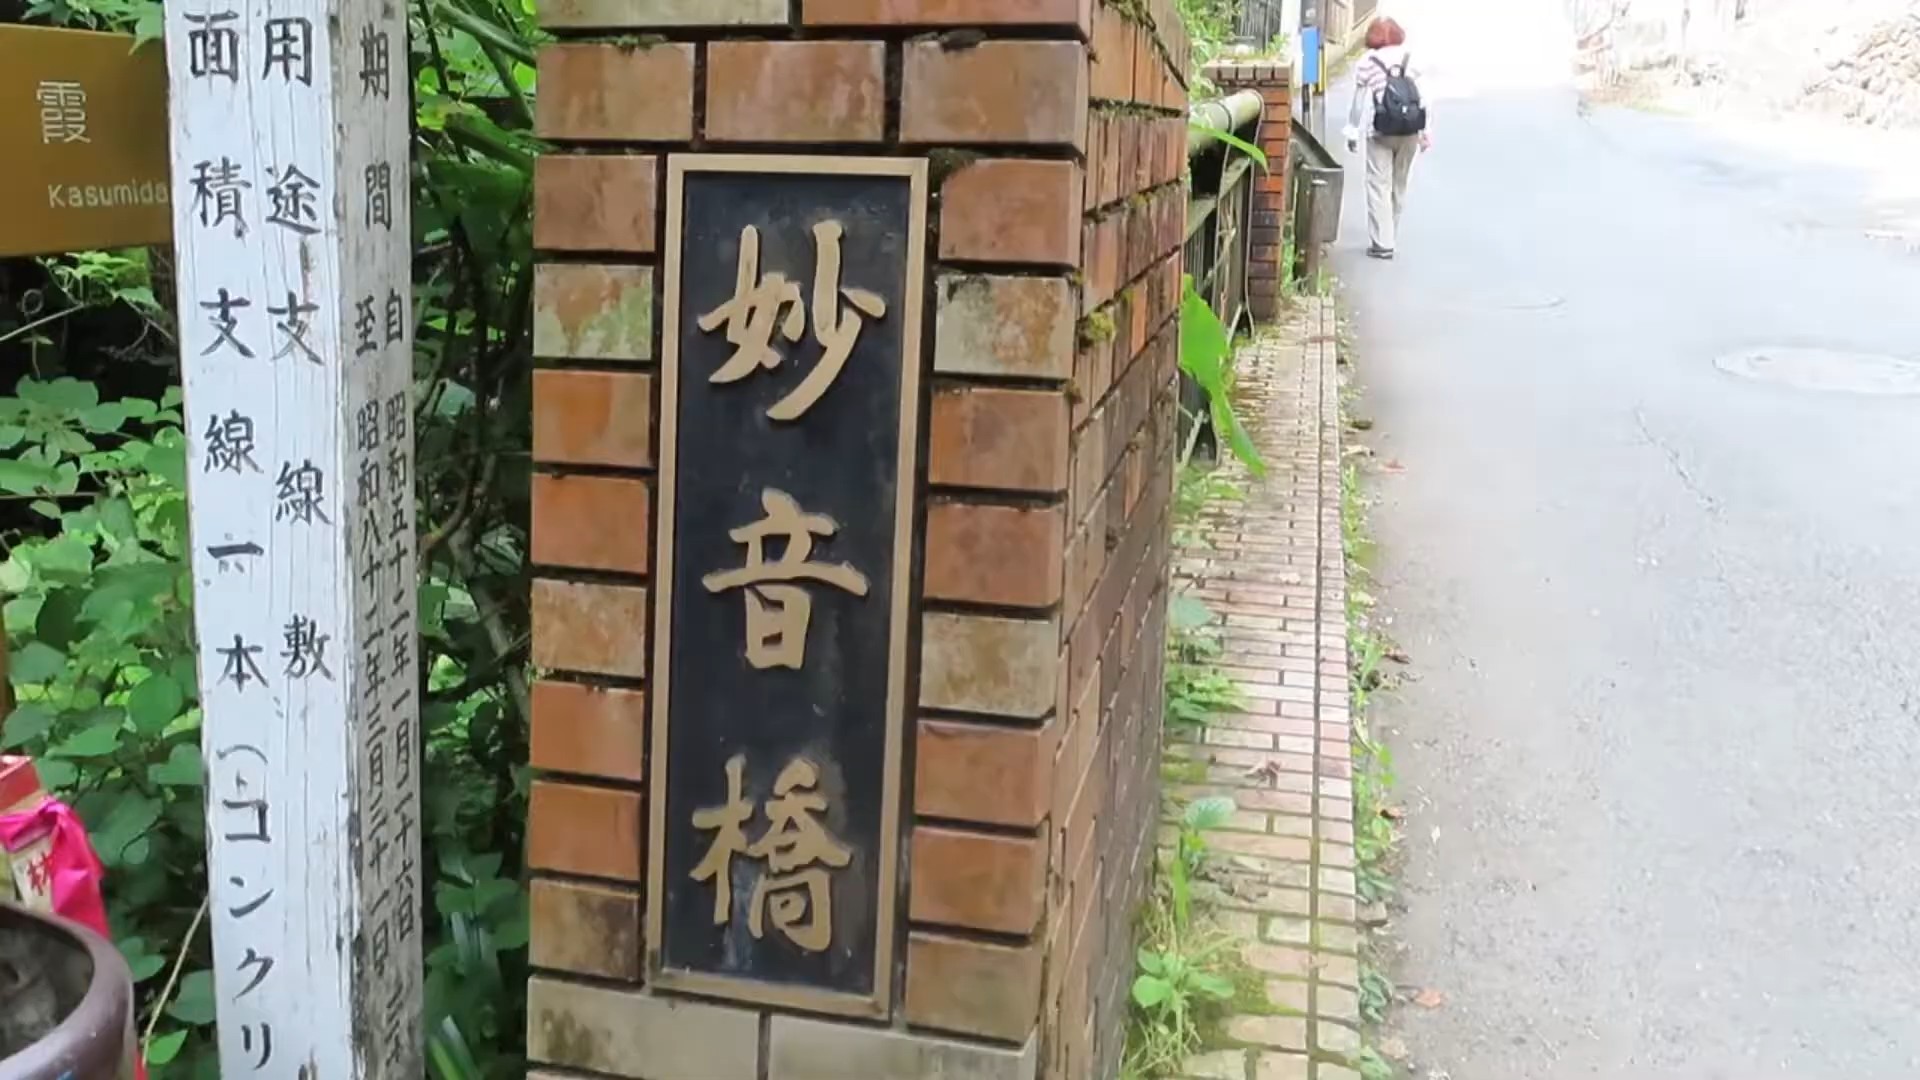 霞
Kasumida
用途支線敷
面積支線一本(コンクリ
期間
自昭和五十二年一月二十六日
至昭和八十二年三月三十一日
妙音橋